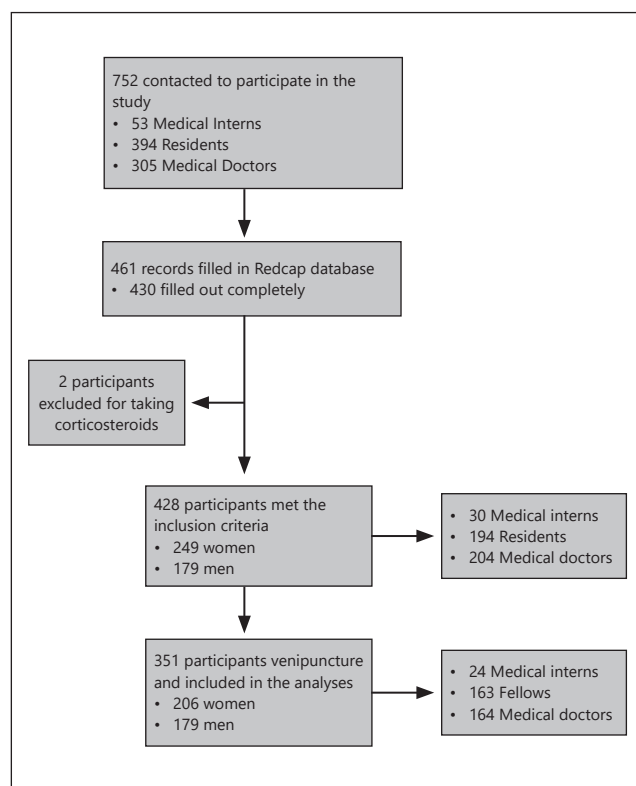 752 contacted to participate in the
study
• 53 Medical Interns
• 394 Residents
• 305 Medical Doctors
461 records filled in Redcap database
• 430 filled out completely
2 participants
excluded for taking
corticosteroids
428 participants met the
inclusion criteria
• 249 women
• 179 men
• 30 Medical interns
• 194 Residents
• 204 Medical doctors
351 participants venipuncture
and included in the analyses
• 206 women
• 179 men
• 24 Medical interns
• 163 Fellows
• 164 Medical doctors